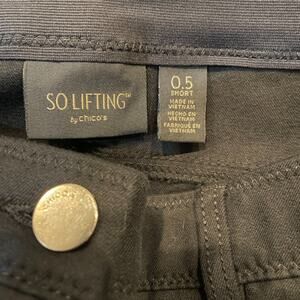 SO LIFTING™
by chico's
0.5
SHORT
MADE IN
VIETNAM
HECHO EN
VIETNAM
FABRIQUÉ EN
VIETNAM